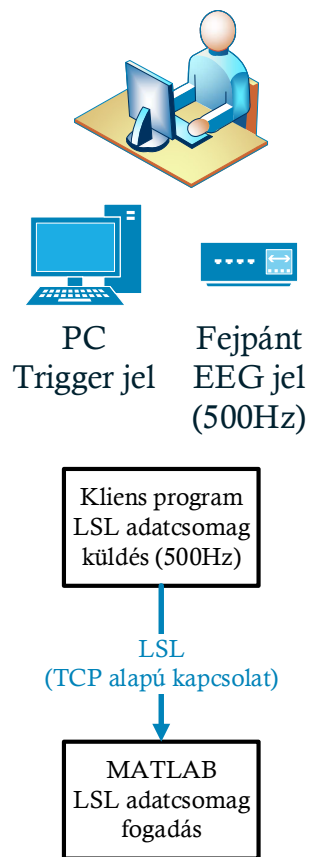 PC
Trigger jel
Fejpánt
EEG jel
(500Hz)
Kliens program
LSL adatcsomag
küldés (500Hz)
LSL
(TCP alapú kapcsolat)
MATLAB
LSL adatcsomag
fogadás